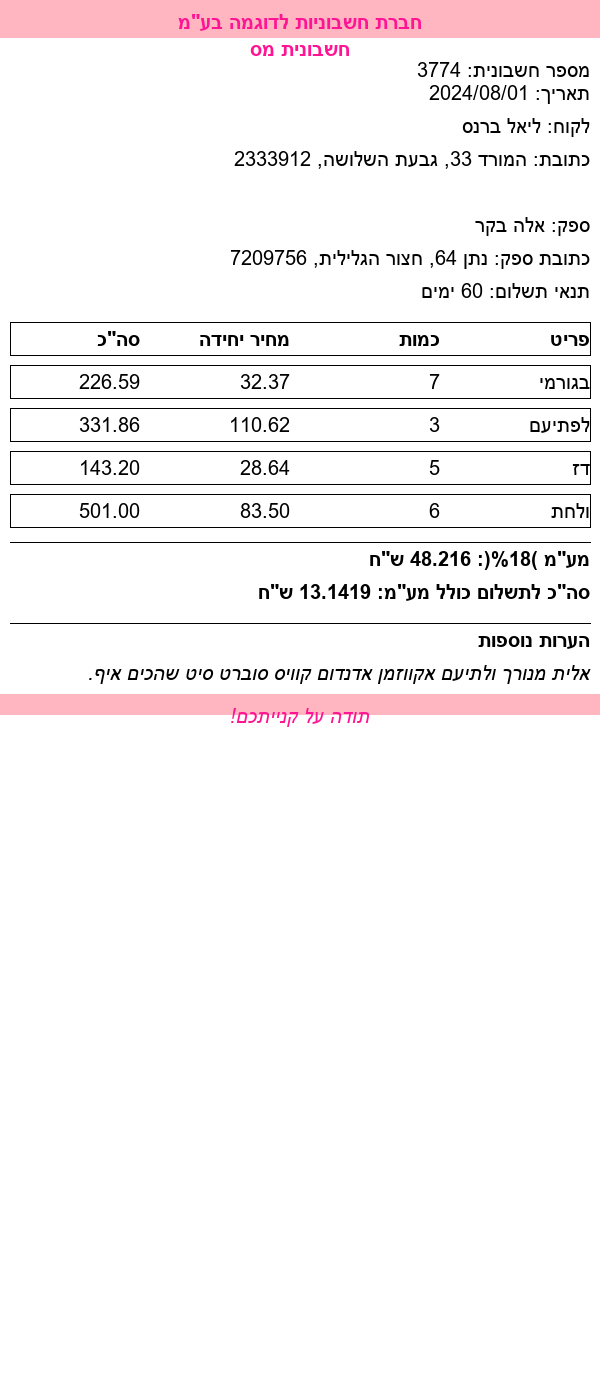 חברת חשבוניות לדוגמה בע"מ
חשבונית מס
מספר חשבונית: 3774
תאריך: 2024/08/01
לקוח: ליאל ברנס
כתובת: המורד 33, גבעת השלושה, 2333912
ספק: אלה בקר
כתובת ספק: נתן 64, חצור הגלילית, 7209756
תנאי תשלום: 60 ימים
פריט כמות מחיר יחידה סה"כ
בגורמי 7 32.37 226.59
לפתיעם 3 110.62 331.86
דז 5 28.64 143.20
ולחת 6 83.50 501.00
מע"מ )18%(: 48.216 ש"ח
סה"כ לתשלום כולל מע"מ: 13.1419 ש"ח
הערות נוספות
אלית מנורך ולתיעם אקווזמן אדנדום קוויס סוברט סיט שהכים איף.
תודה על קנייתכם!